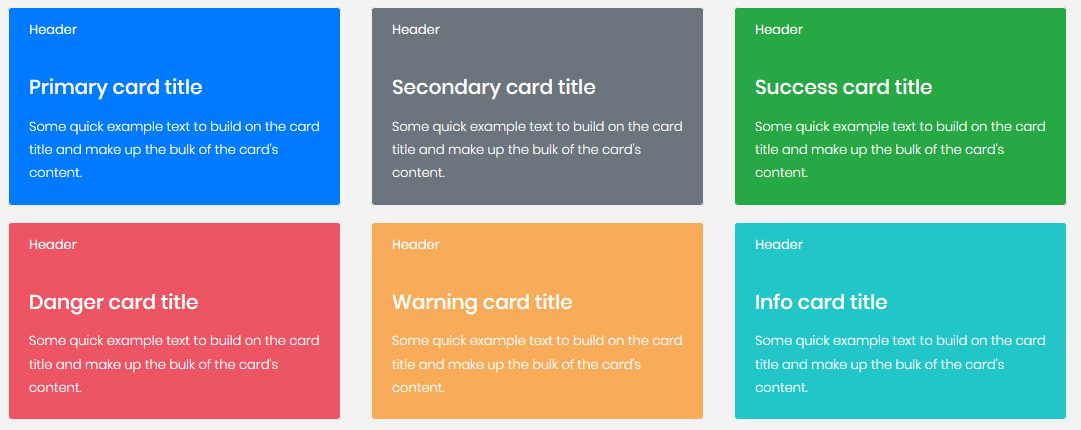 Header
Primary card title
Some quick example text to build on the card
title and make up the bulk of the card's
content.
Header
Secondary card title
Some quick example text to build on the card
title and make up the bulk of the card's
content.
Header
Success card title
Some quick example text to build on the card
title and make up the bulk of the card's
content.
Header
Danger card title
Some quick example text to build on the card
title and make up the bulk of the card's
content.
Header
Warning card title
Some quick example text to build on the card
title and make up the bulk of the card's
content.
Header
Info card title
Some quick example text to build on the card
title and make up the bulk of the card's
content.